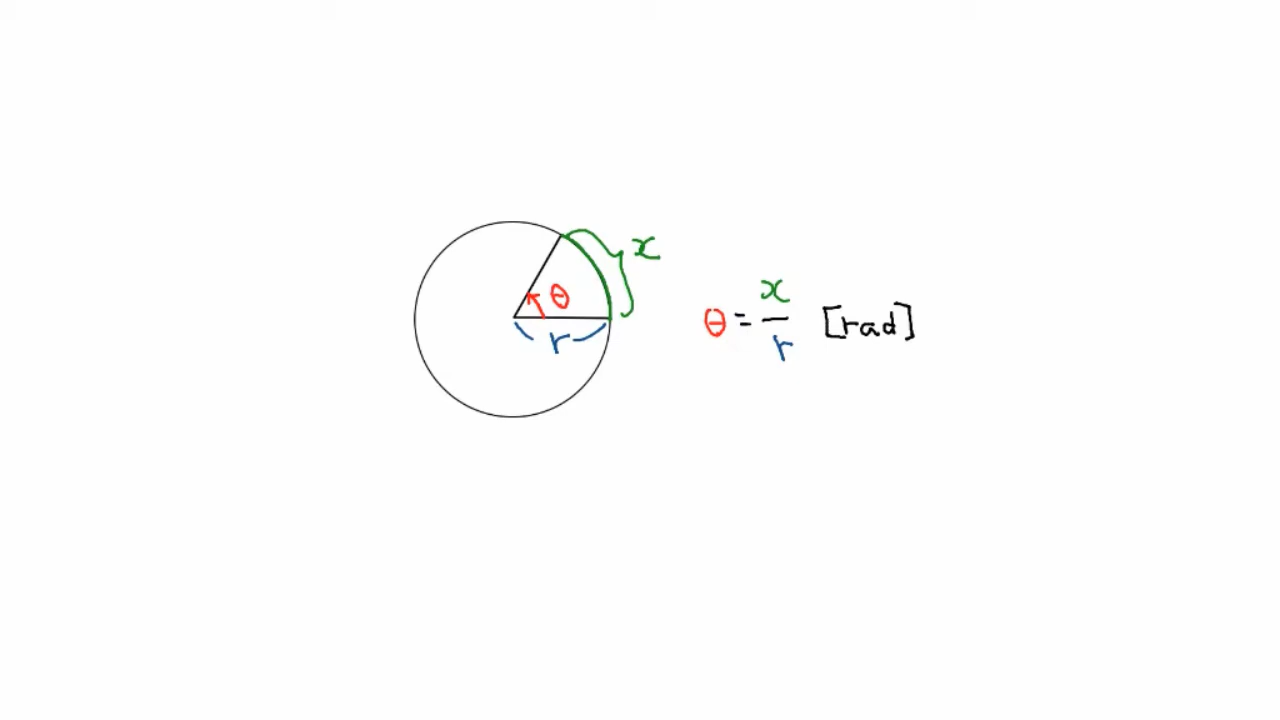 x
θ
r
θ = x/r [rad]